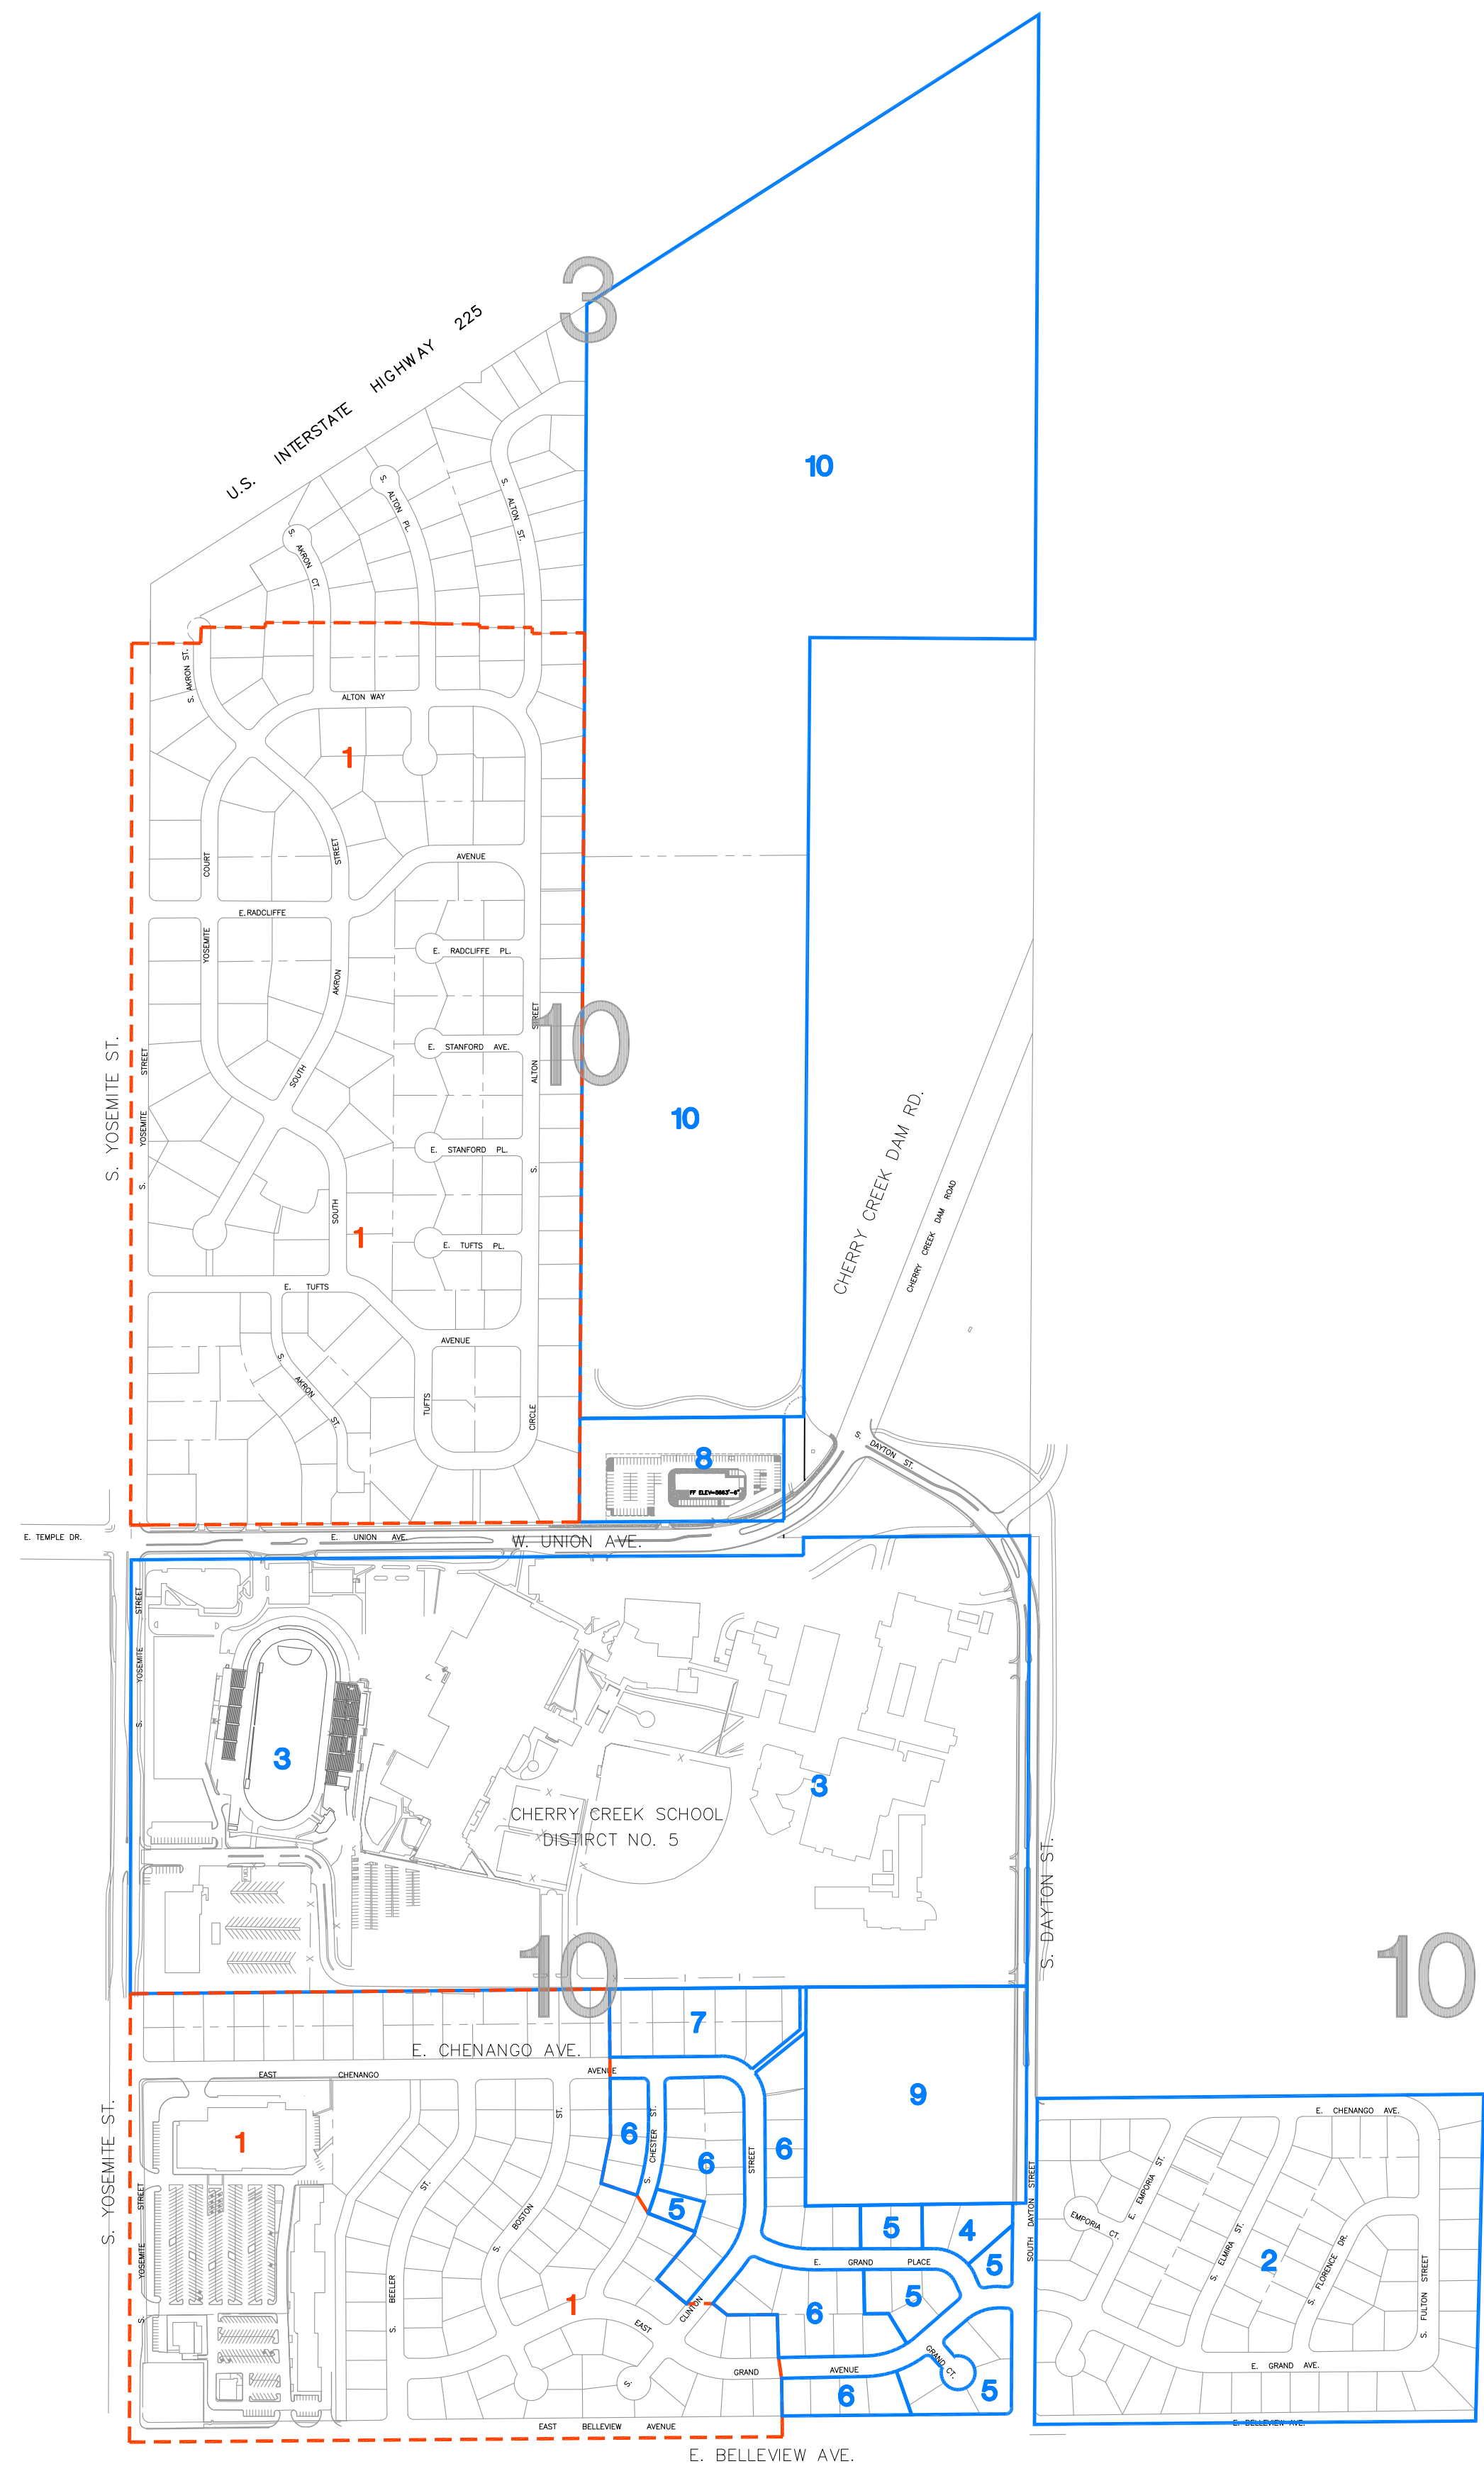 3
U.S. INTERSTATE HIGHWAY 225
10
S. ALTON PL.
S. ALTON ST.
S. AKRON CT.
S. AKRON ST.
ALTON WAY
1
COURT
STREET
AVENUE
E. RADCLIFFE
YOSEMITE
E. RADCLIFFE PL.
AKRON
STREET
10
S. YOSEMITE ST.
S. YOSEMITE STREET
SOUTH
E. STANFORD AVE.
ALTON
10
CHERRY CREEK DAM RD.
CHERRY CREEK DAM ROAD
E. STANFORD PL.
S.
SOUTH
1
E. TUFTS PL.
E. TUFTS
AVENUE
S. AKRON ST.
TUFTS
CIRCLE
8
FF ELEV=5663'-6"
S. DAYTON ST.
E. TEMPLE DR.
E. UNION AVE.
W. UNION AVE.
S. YOSEMITE STREET
3
3
CHERRY CREEK SCHOOL
DISTIRCT NO. 5
FUEL
S. DAYTON ST.
10
10
7
E. CHENANGO AVE.
EAST CHENANGO AVENUE
9
E. CHENANGO AVE.
S. YOSEMITE ST.
S. YOSEMITE STREET
1
6
S. CHESTER ST.
6
STREET
6
5
5
4
5
SOUTH DAYTON STREET
EMPORIA CT.
E. EMPORIA ST.
S. ELMIRA ST.
2
S. FLORENCE DR.
S. FULTON STREET
S. BEELER ST.
S. BOSTON ST.
1
CLINTON
E. GRAND PLACE
6
5
EAST GRAND AVENUE
S.
GRAND CT.
6
5
E. GRAND AVE.
EAST BELLEVIEW AVENUE
E. BELLEVIEW AVE.
E. BELLEVIEW AVE.